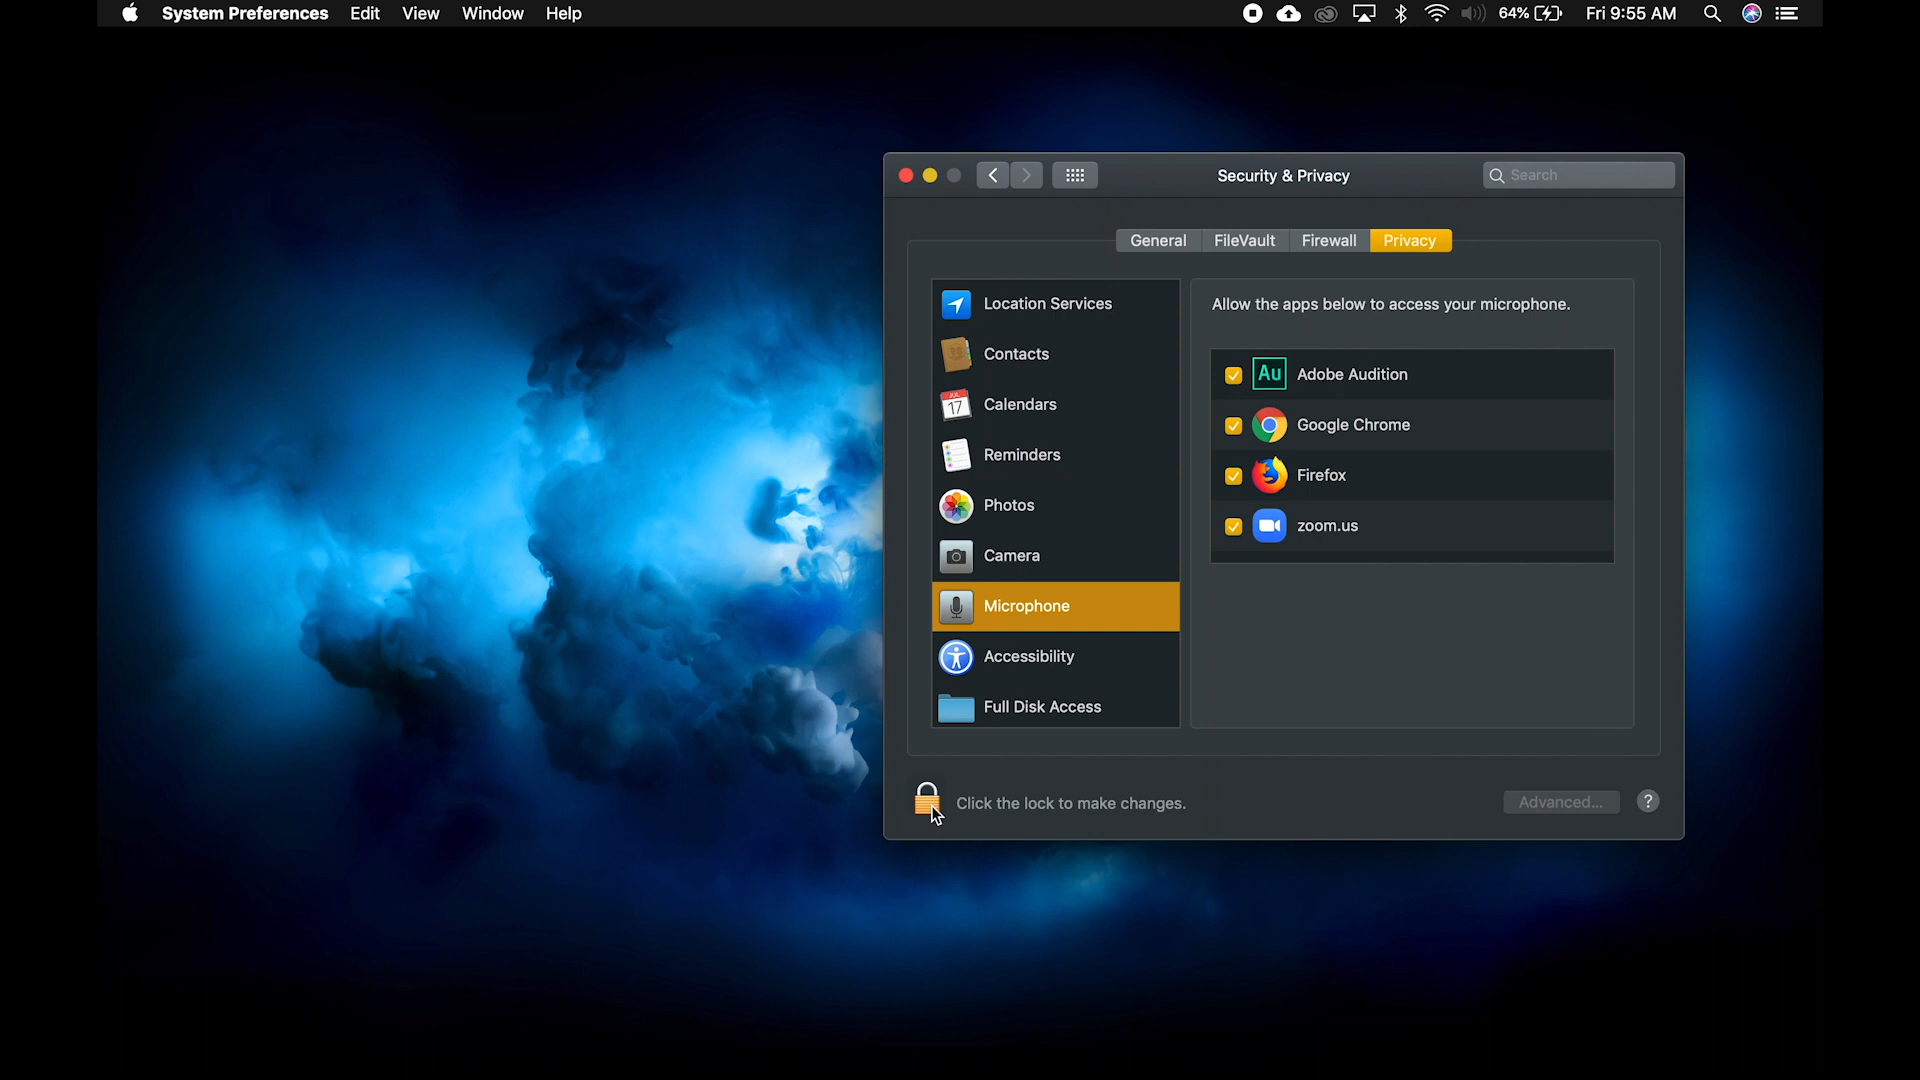 System Preferences Edit View Window Help 64% Fri 9:55 AM
Security & Privacy Search
General FileVault Firewall Privacy
Location Services
Contacts
JUL
17
Calendars
Reminders
Photos
Camera
Microphone
Accessibility
Full Disk Access
Allow the apps below to access your microphone.
Au Adobe Audition
Google Chrome
Firefox
zoom.us
Click the lock to make changes. Advanced... ?